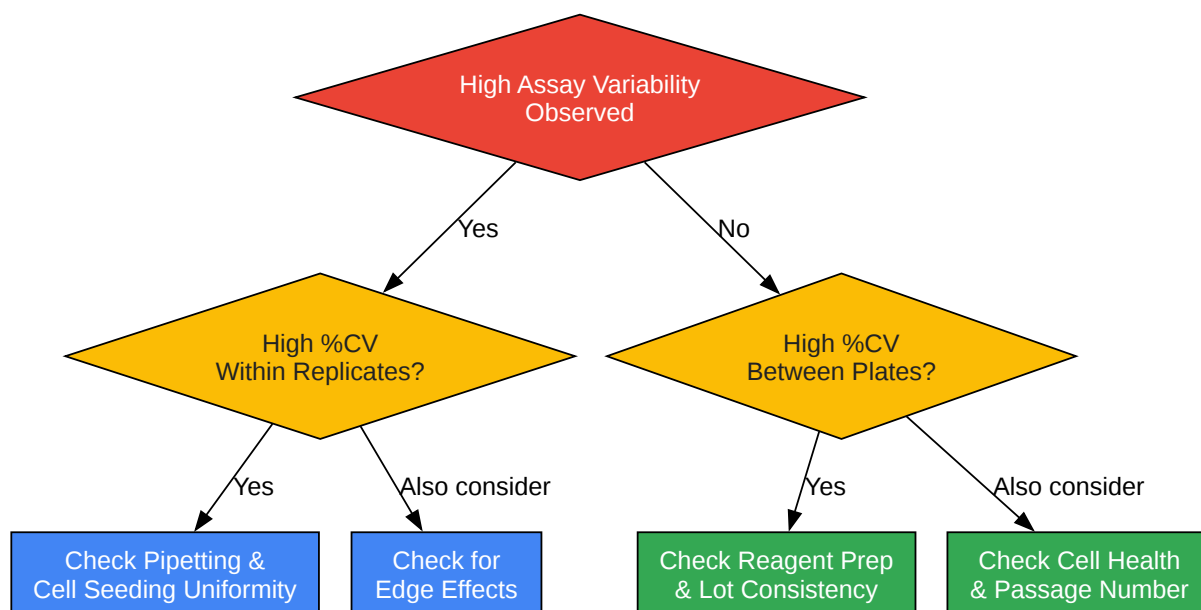 High Assay Variability
Observed
Yes
No
High %CV
Within Replicates?
High %CV
Between Plates?
Yes
Also consider
Yes
Also consider
Check Pipetting &
Cell Seeding Uniformity
Check for
Edge Effects
Check Reagent Prep
& Lot Consistency
Check Cell Health
& Passage Number